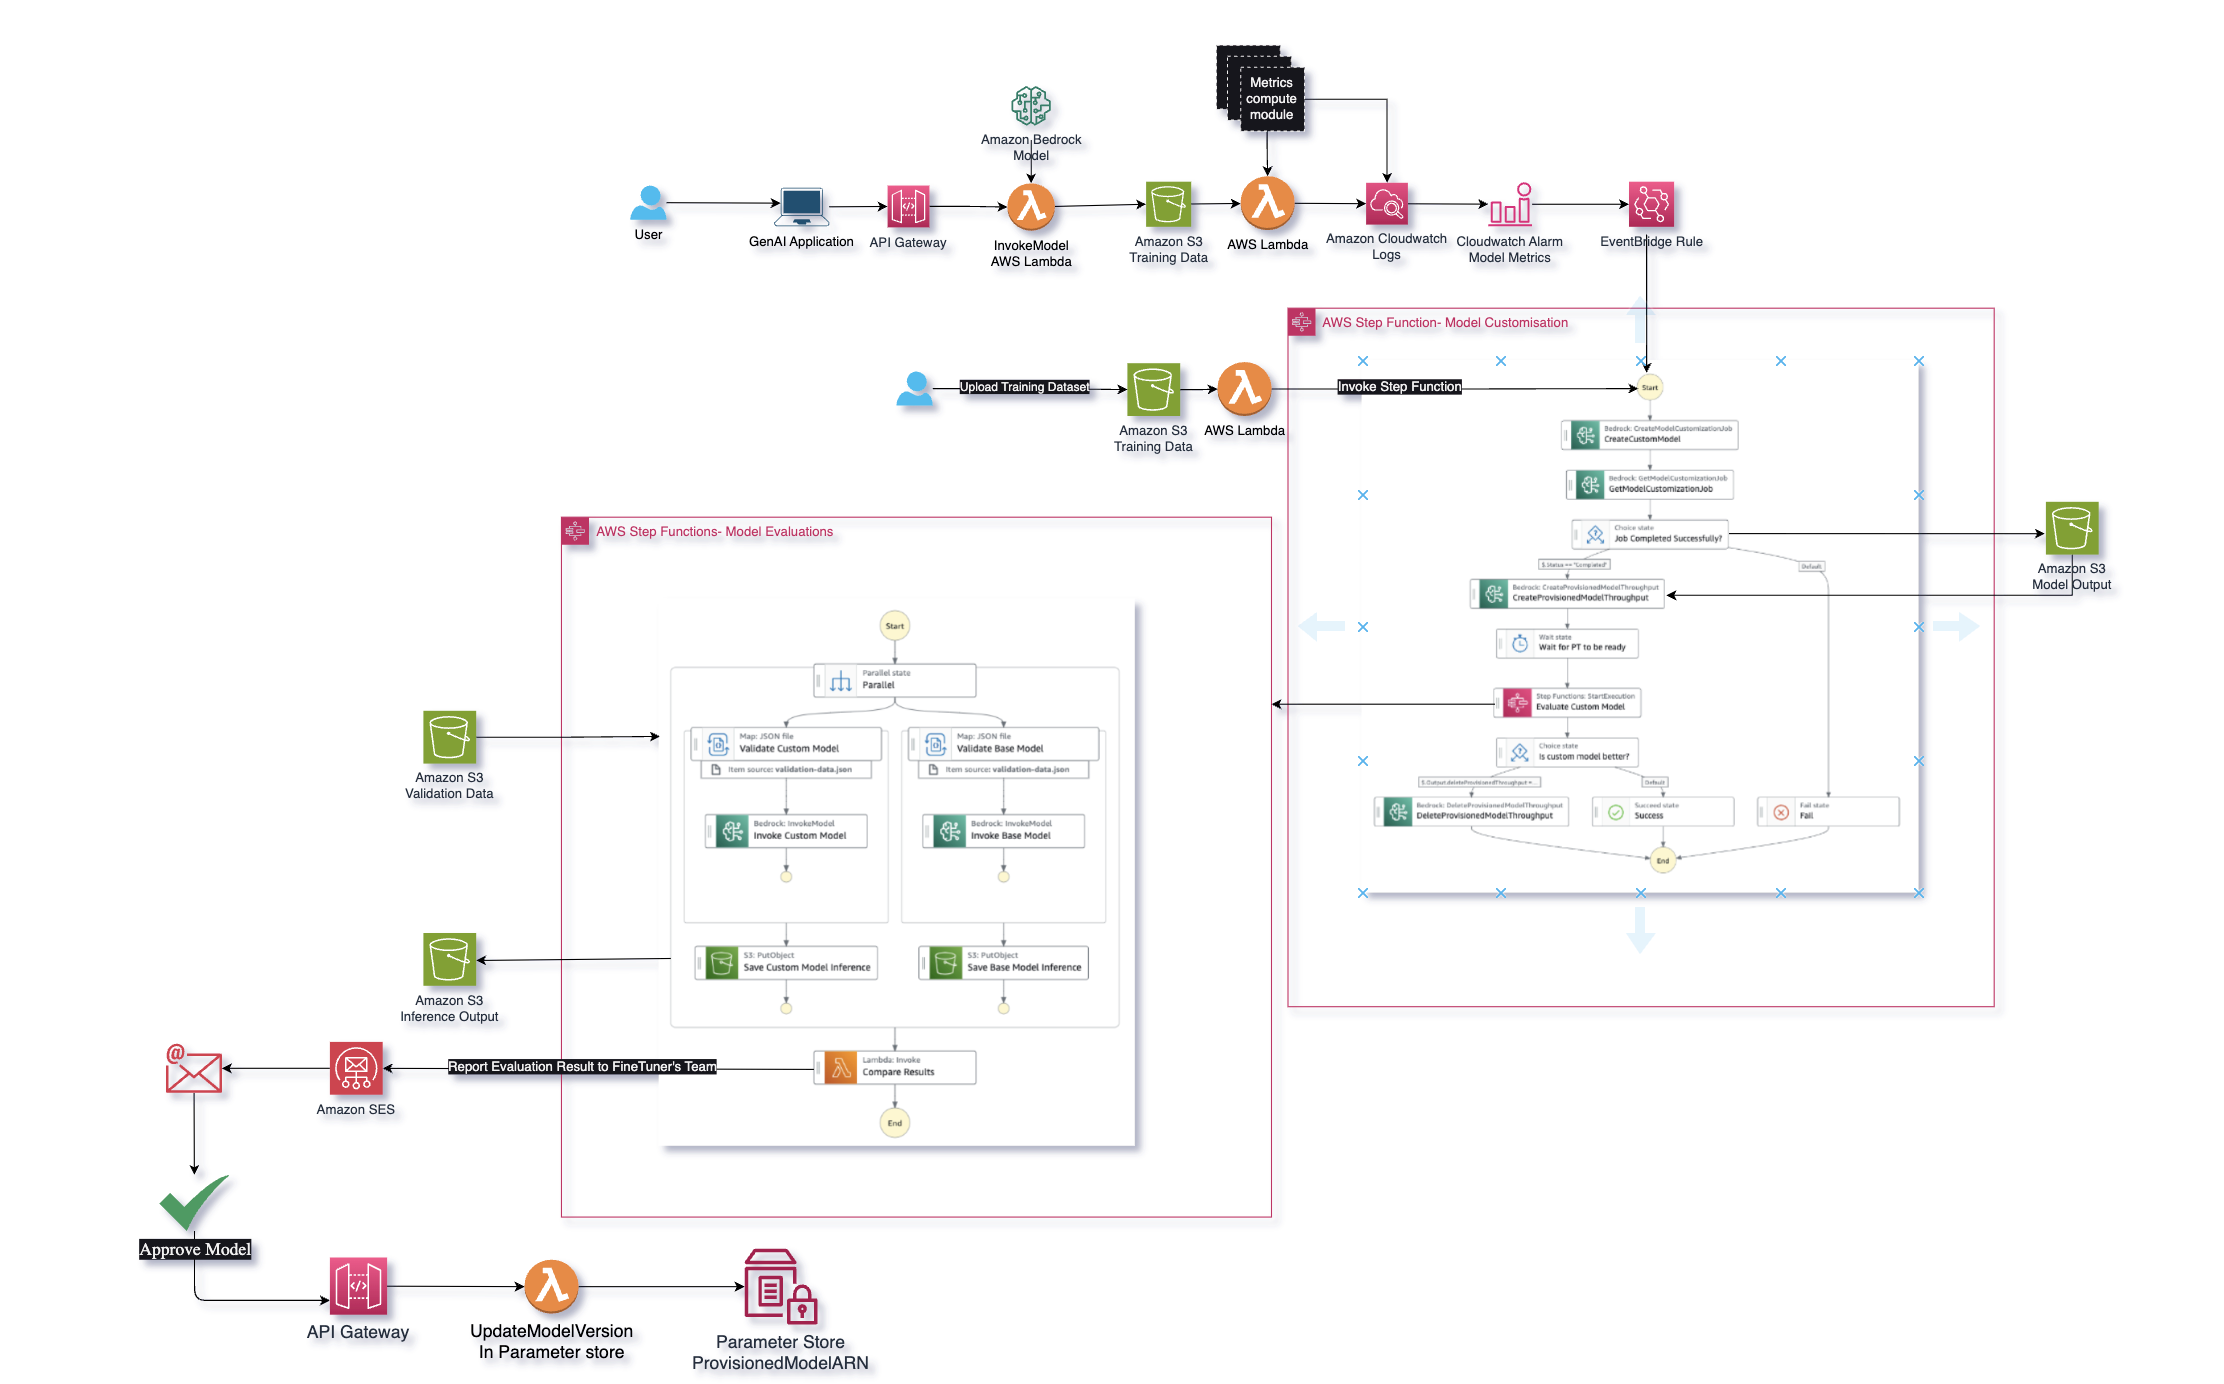 Metrics
compute
module
Amazon Bedrock
Model
User
GenAI Application
API Gateway
InvokeModel
AWS Lambda
Amazon S3
Training Data
AWS Lambda
Amazon Cloudwatch
Logs
Cloudwatch Alarm
Model Metrics
EventBridge Rule
AWS Step Function- Model Customisation
Upload Training Dataset
Amazon S3
Training Data
AWS Lambda
Invoke Step Function
Start
Bedrock: CreateModelCustomizationJob
CreateCustomModel
Bedrock: GetModelCustomizationJob
GetModelCustomizationJob
Choice state
Job Completed Successfully?
$.Status == "Completed"
Default
Amazon S3
Model Output
Bedrock: CreateProvisionedModelThroughput
CreateProvisionedModelThroughput
Wait state
Wait for PT to be ready
Step Functions: StartExecution
Evaluate Custom Model
Choice state
Is custom model better?
$.Output.deleteProvisionedThroughput =...
Default
Bedrock: DeleteProvisionedModelThroughput
DeleteProvisionedModelThroughput
Succeed state
Success
Fail state
Fail
End
AWS Step Functions- Model Evaluations
Start
Parallel state
Parallel
Map: JSON file
Validate Custom Model
Item source: validation-data.json
Map: JSON file
Validate Base Model
Item source: validation-data.json
Bedrock: InvokeModel
Invoke Custom Model
Bedrock: InvokeModel
Invoke Base Model
S3: PutObject
Save Custom Model Inference
S3: PutObject
Save Base Model Inference
Lambda: Invoke
Compare Results
End
Amazon S3
Validation Data
Amazon S3
Inference Output
Report Evaluation Result to FineTuner's Team
@
Amazon SES
Approve Model
API Gateway
UpdateModelVersion
In Parameter store
Parameter Store
ProvisionedModelARN